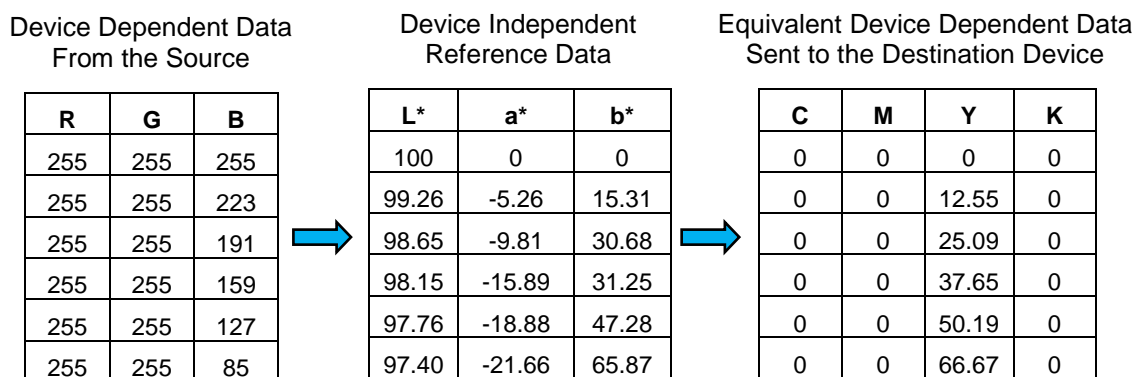 Device Dependent Data
From the Source
Device Independent
Reference Data
Equivalent Device Dependent Data
Sent to the Destination Device
R G B L* a* b* C M Y K
255 255 255 100 0 0 0 0 0 0
255 255 223 99.26 -5.26 15.31 0 0 12.55 0
255 255 191 98.65 -9.81 30.68 0 0 25.09 0
255 255 159 98.15 -15.89 31.25 0 0 37.65 0
255 255 127 97.76 -18.88 47.28 0 0 50.19 0
255 255 85 97.40 -21.66 65.87 0 0 66.67 0